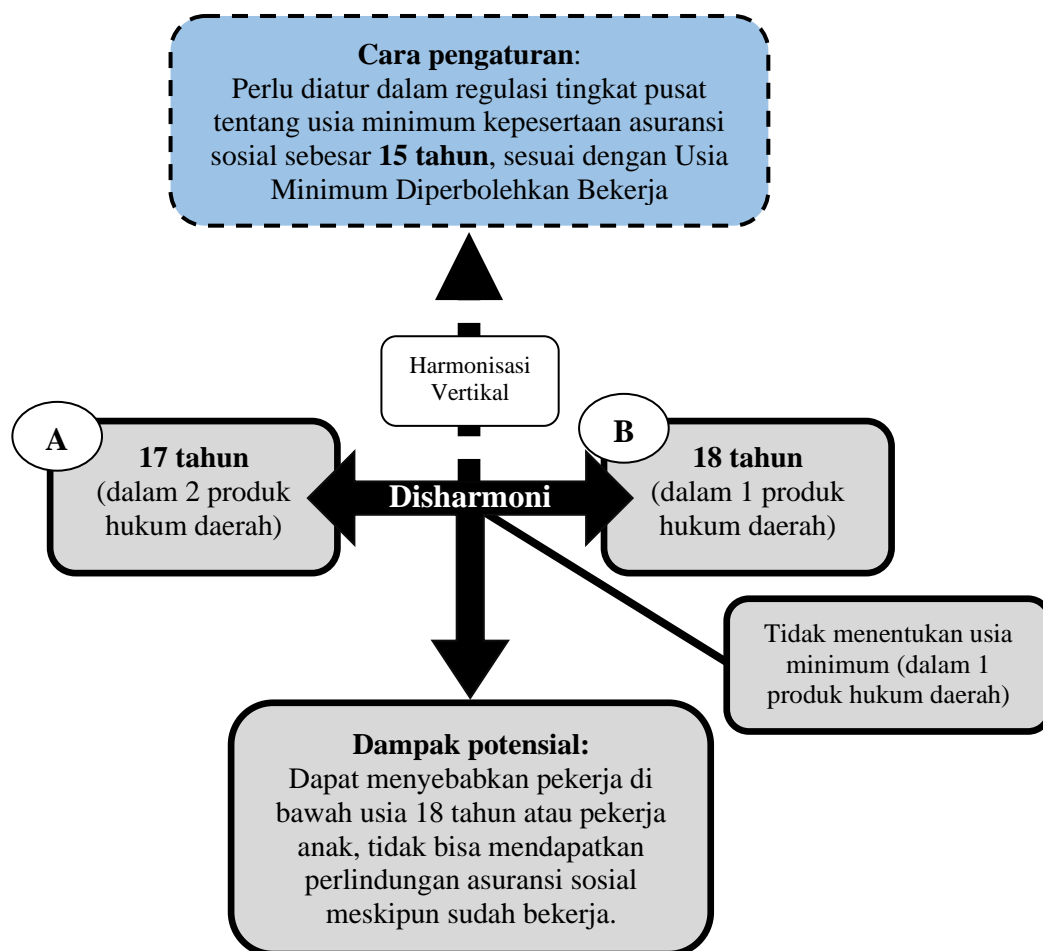 Cara pengaturan:
Perlu diatur dalam regulasi tingkat pusat
tentang usia minimum kepesertaan asuransi
sosial sebesar 15 tahun, sesuai dengan Usia
Minimum Diperbolehkan Bekerja
Harmonisasi
Vertikal
A
17 tahun
(dalam 2 produk
hukum daerah)
Disharmoni
B
18 tahun
(dalam 1 produk
hukum daerah)
Tidak menentukan usia
minimum (dalam 1
produk hukum daerah)
Dampak potensial:
Dapat menyebabkan pekerja di
bawah usia 18 tahun atau pekerja
anak, tidak bisa mendapatkan
perlindungan asuransi sosial
meskipun sudah bekerja.